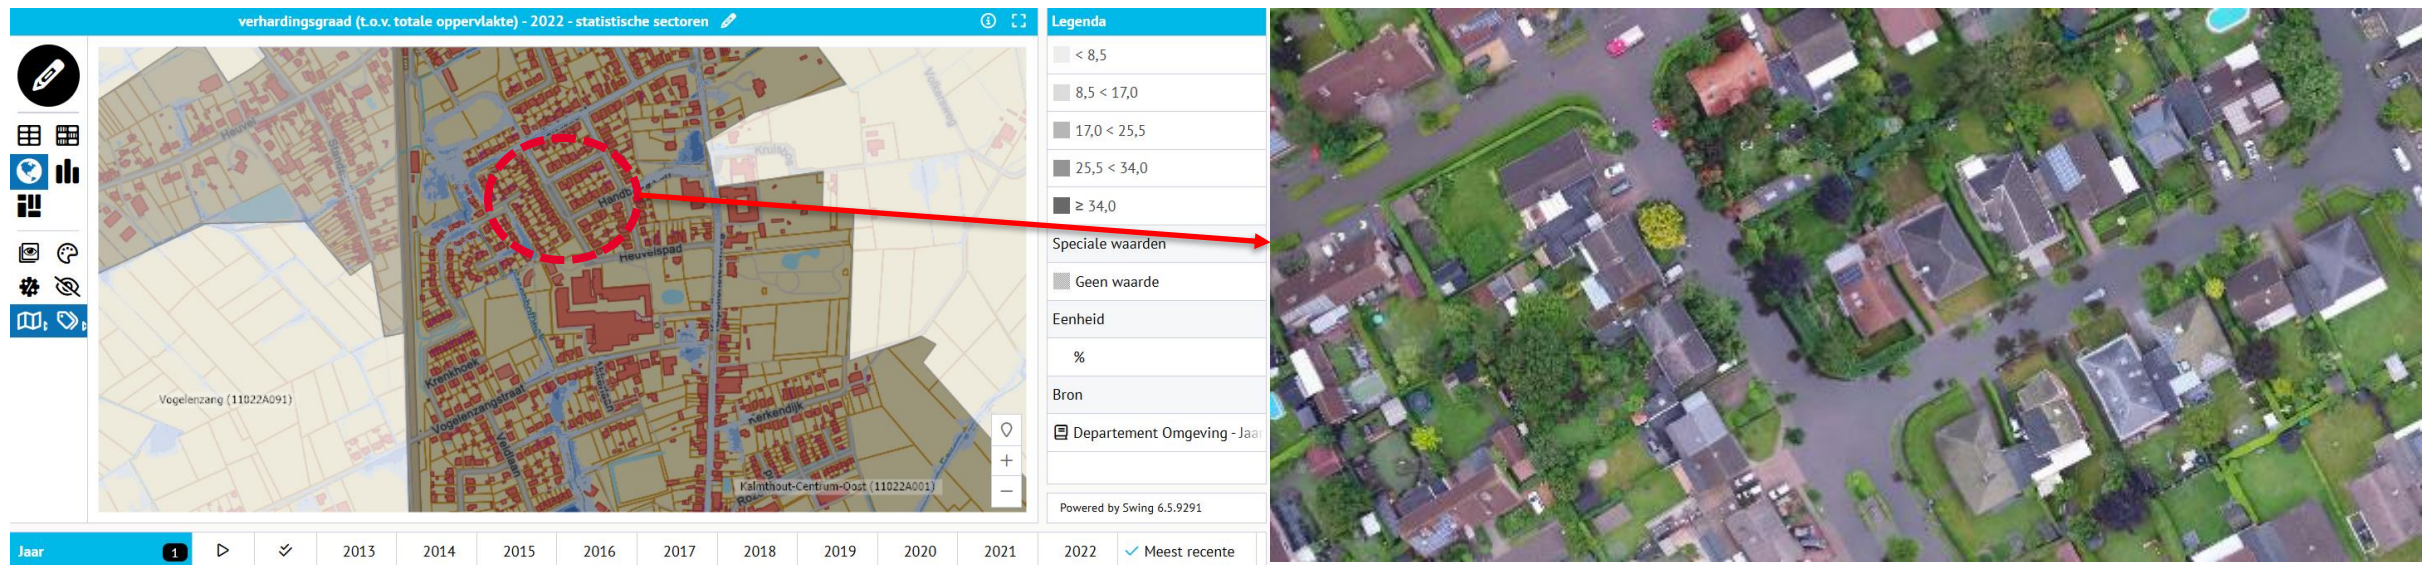 verhardingsgraad (t.o.v. totale oppervlakte) - 2022 - statistische sectoren
Legenda
< 8,5
8,5 < 17,0
17,0 < 25,5
25,5 < 34,0
≥ 34,0
Speciale waarden
Geen waarde
Eenheid
%
Bron
Departement Omgeving - Jaa
Powered by Swing 6.5.9291
Heuvel
Volkersweg
Kruisbos
Heuvelspad
Krenkhoek
Vogelenzang (11022A091)
Vogelenzangstraat
Kerkendijk
Veldlaan
Kalmthout-Centrum-Oost (11022A001)
+
−
Jaar
1
2013
2014
2015
2016
2017
2018
2019
2020
2021
2022
Meest recente